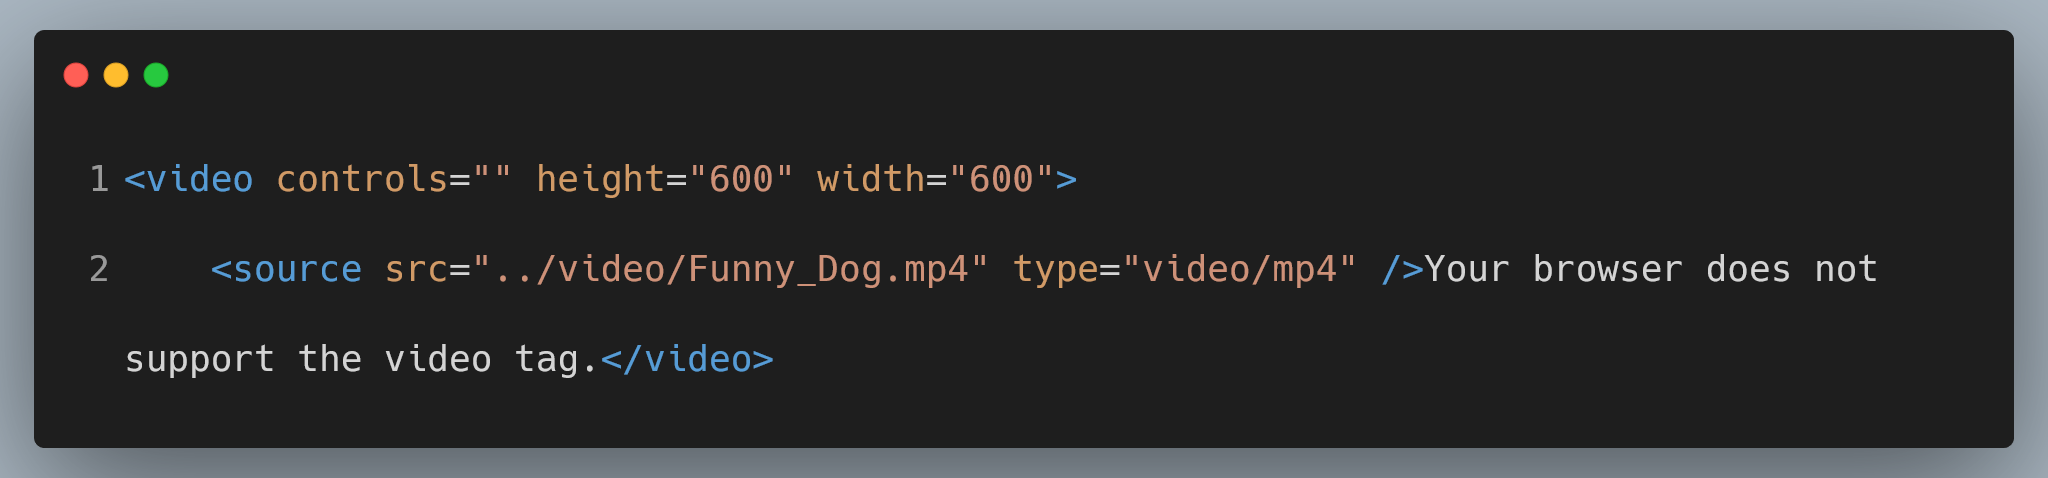 1 <video controls="" height="600" width="600">
2     <source src="../video/Funny_Dog.mp4" type="video/mp4" />Your browser does not
support the video tag.</video>